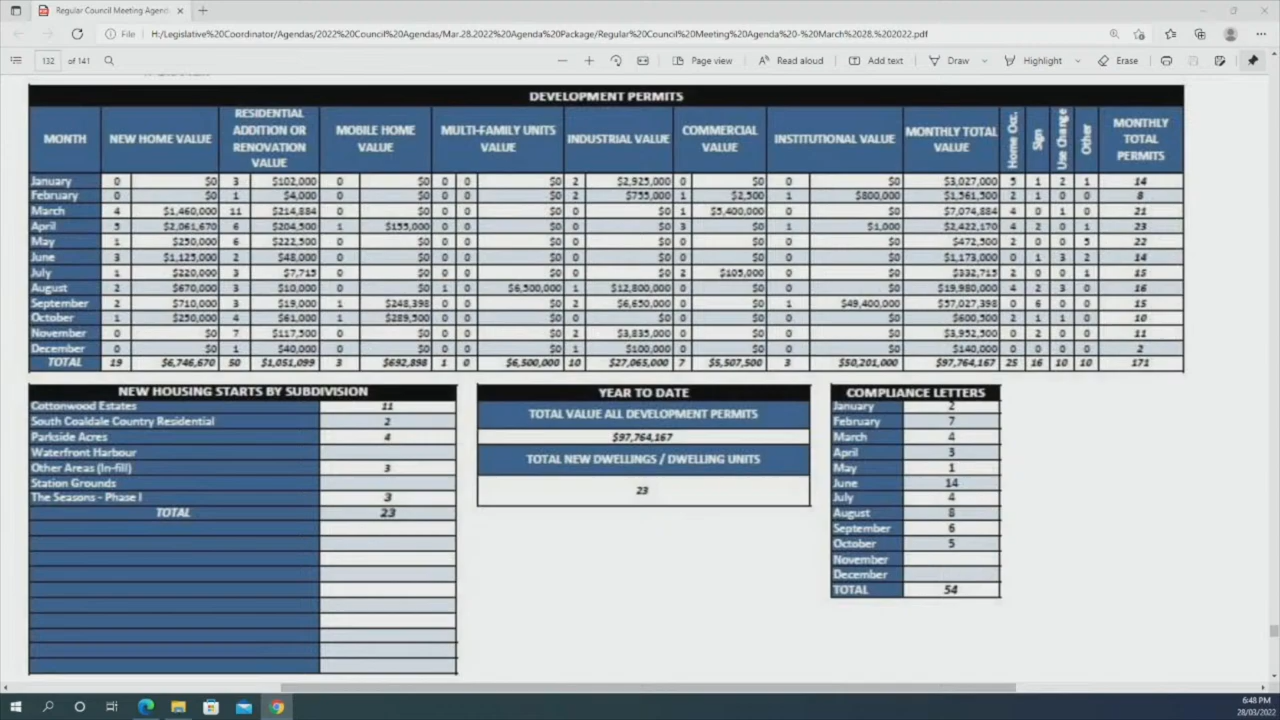 Regular Council Meeting Agend
File
H:/Legislative%20Coordinator/Agendas/2022%20Council%20Agendas/Mar.28.2022%20Agenda%20Package/Regular%20Council%20Meeting%20Agenda%20-%20March%2028.%202022.pdf
132 of 141 Page view Read aloud Add text Draw Highlight Erase
DEVELOPMENT PERMITS
MONTH NEW HOME VALUE RESIDENTIAL ADDITION OR RENOVATION VALUE MOBILE HOME VALUE MULTI-FAMILY UNITS VALUE INDUSTRIAL VALUE COMMERCIAL VALUE INSTITUTIONAL VALUE MONTHLY TOTAL VALUE Home Occ. Sign Use Change Other MONTHLY TOTAL PERMITS
January 0 $0 3 $102,000 0 $0 0 0 $0 2 $2,925,000 0 $0 0 $0 $3,027,000 5 1 2 1 14
February 0 $0 1 $4,000 0 $0 0 0 $0 2 $755,000 1 $2,500 1 $800,000 $1,561,500 2 1 0 0 8
March 4 $1,460,000 11 $214,884 0 $0 0 0 $0 0 $0 1 $5,400,000 0 $0 $7,074,884 4 0 1 0 21
April 5 $2,061,670 6 $204,500 1 $155,000 0 0 $0 0 $0 3 $0 1 $1,000 $2,422,170 4 2 0 1 23
May 1 $250,000 6 $222,500 0 $0 0 0 $0 0 $0 0 $0 0 $0 $472,500 2 0 0 5 22
June 3 $1,125,000 2 $48,000 0 $0 0 0 $0 0 $0 0 $0 0 $0 $1,173,000 0 1 3 2 14
July 1 $220,000 3 $7,715 0 $0 0 0 $0 0 $0 2 $105,000 0 $0 $332,715 2 0 0 1 15
August 2 $670,000 3 $10,000 0 $0 1 0 $6,500,000 1 $12,800,000 0 $0 0 $0 $19,980,000 4 2 3 0 16
September 2 $710,000 3 $19,000 1 $248,398 0 0 $0 2 $6,650,000 0 $0 1 $49,400,000 $57,027,398 0 6 0 0 15
October 1 $250,000 4 $61,000 1 $289,500 0 0 $0 0 $0 0 $0 0 $0 $600,500 2 1 1 0 10
November 0 $0 7 $117,500 0 $0 0 0 $0 2 $3,835,000 0 $0 0 $0 $3,952,500 0 2 0 0 11
December 0 $0 1 $40,000 0 $0 0 0 $0 1 $100,000 0 $0 0 $0 $140,000 0 0 0 0 2
TOTAL 19 $6,746,670 50 $1,051,099 3 $692,898 1 0 $6,500,000 10 $27,065,000 7 $5,507,500 3 $50,201,000 $97,764,167 25 16 10 10 171
NEW HOUSING STARTS BY SUBDIVISION
Cottonwood Estates 11
South Coaldale Country Residential 2
Parkside Acres 4
Waterfront Harbour
Other Areas (In-fill) 3
Station Grounds
The Seasons - Phase I 3
TOTAL 23
YEAR TO DATE
TOTAL VALUE ALL DEVELOPMENT PERMITS
$97,764,167
TOTAL NEW DWELLINGS / DWELLING UNITS
23
COMPLIANCE LETTERS
January 2
February 7
March 4
April 3
May 1
June 14
July 4
August 8
September 6
October 5
November
December
TOTAL 54
6:48 PM
28/03/2022